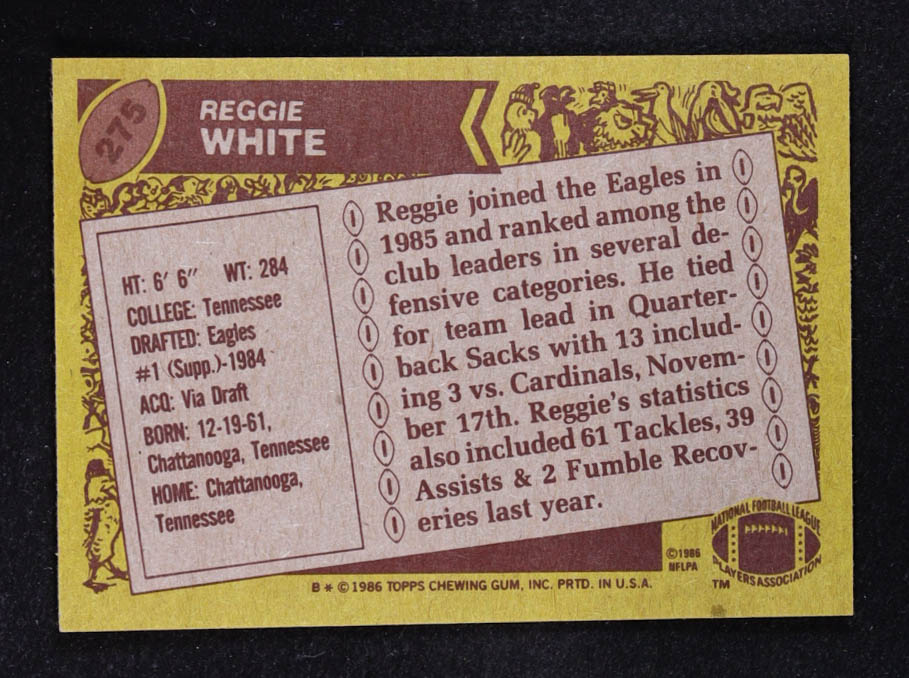 275
REGGIE
WHITE
HT: 6' 6" WT: 284
COLLEGE: Tennessee
DRAFTED: Eagles
#1 (Supp.)-1984
ACQ: Via Draft
BORN: 12-19-61,
Chattanooga, Tennessee
HOME: Chattanooga,
Tennessee
Reggie joined the Eagles in
1985 and ranked among the
club leaders in several de-
fensive categories. He tied
for team lead in Quarter-
back Sacks with 13 includ-
ing 3 vs. Cardinals, Novem-
ber 17th. Reggie's statistics
also included 61 Tackles, 39
Assists & 2 Fumble Recov-
eries last year.
B * © 1986 TOPPS CHEWING GUM, INC. PRTD. IN U.S.A.
©1986
NFLPA
NATIONAL FOOTBALL LEAGUE
PLAYERS ASSOCIATION
TM